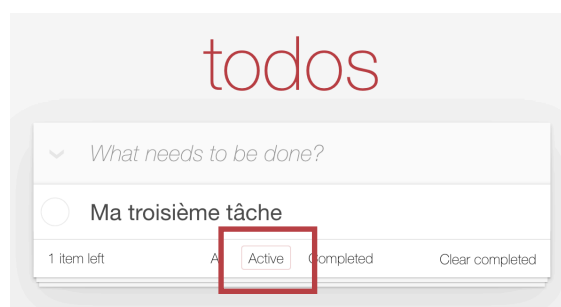 todos
What needs to be done?
Ma troisième tâche
1 item left A Active Completed Clear completed